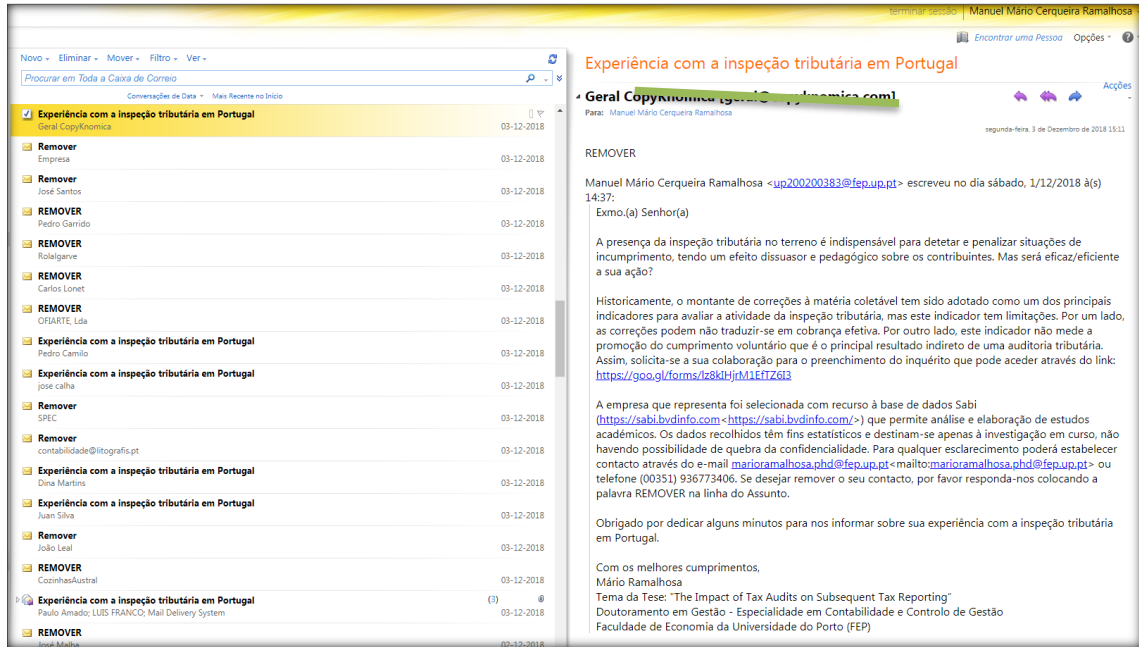 terminar sessão | Manuel Mário Cerqueira Ramalhosa
Encontrar uma Pessoa Opções
Novo Eliminar Mover Filtro Ver
Procurar em Toda a Caixa de Correio
Conversações de Data Mais Recente no Início
Experiência com a inspeção tributária em Portugal
Geral CopyKnomica 03-12-2018
Remover
Empresa 03-12-2018
Remover
José Santos 03-12-2018
REMOVER
Pedro Garrido 03-12-2018
REMOVER
Rolalgarve 03-12-2018
REMOVER
Carlos Lonet 03-12-2018
REMOVER
OFIARTE, Lda 03-12-2018
Experiência com a inspeção tributária em Portugal
Pedro Camilo 03-12-2018
Experiência com a inspeção tributária em Portugal
jose calha 03-12-2018
Remover
SPEC 03-12-2018
Remover
contabilidade@litografis.pt 03-12-2018
Experiência com a inspeção tributária em Portugal
Dina Martins 03-12-2018
Experiência com a inspeção tributária em Portugal
Juan Silva 03-12-2018
Remover
João Leal 03-12-2018
REMOVER
CozinhasAustral 03-12-2018
Experiência com a inspeção tributária em Portugal (3)
Paulo Amado; LUIS FRANCO; Mail Delivery System 03-12-2018
REMOVER
José Malha 02-12-2018
Experiência com a inspeção tributária em Portugal
Geral CopyKnomica [geral@copyknomica.com]
Acções
Para: Manuel Mário Cerqueira Ramalhosa
segunda-feira, 3 de Dezembro de 2018 15:11
REMOVER
Manuel Mário Cerqueira Ramalhosa <up200200383@fep.up.pt> escreveu no dia sábado, 1/12/2018 à(s)
14:37:
Exmo.(a) Senhor(a)
A presença da inspeção tributária no terreno é indispensável para detetar e penalizar situações de
incumprimento, tendo um efeito dissuasor e pedagógico sobre os contribuintes. Mas será eficaz/eficiente
a sua ação?
Historicamente, o montante de correções à matéria coletável tem sido adotado como um dos principais
indicadores para avaliar a atividade da inspeção tributária, mas este indicador tem limitações. Por um lado,
as correções podem não traduzir-se em cobrança efetiva. Por outro lado, este indicador não mede a
promoção do cumprimento voluntário que é o principal resultado indireto de uma auditoria tributária.
Assim, solicita-se a sua colaboração para o preenchimento do inquérito que pode aceder através do link:
https://goo.gl/forms/lz8kIHjrM1EfTZ6I3
A empresa que representa foi selecionada com recurso à base de dados Sabi
(https://sabi.bvdinfo.com<https://sabi.bvdinfo.com/>) que permite análise e elaboração de estudos
académicos. Os dados recolhidos têm fins estatísticos e destinam-se apenas à investigação em curso, não
havendo possibilidade de quebra da confidencialidade. Para qualquer esclarecimento poderá estabelecer
contacto através do e-mail marioramalhosa.phd@fep.up.pt<mailto:marioramalhosa.phd@fep.up.pt> ou
telefone (00351) 936773406. Se desejar remover o seu contacto, por favor responda-nos colocando a
palavra REMOVER na linha do Assunto.
Obrigado por dedicar alguns minutos para nos informar sobre sua experiência com a inspeção tributária
em Portugal.
Com os melhores cumprimentos,
Mário Ramalhosa
Tema da Tese: "The Impact of Tax Audits on Subsequent Tax Reporting"
Doutoramento em Gestão - Especialidade em Contabilidade e Controlo de Gestão
Faculdade de Economia da Universidade do Porto (FEP)